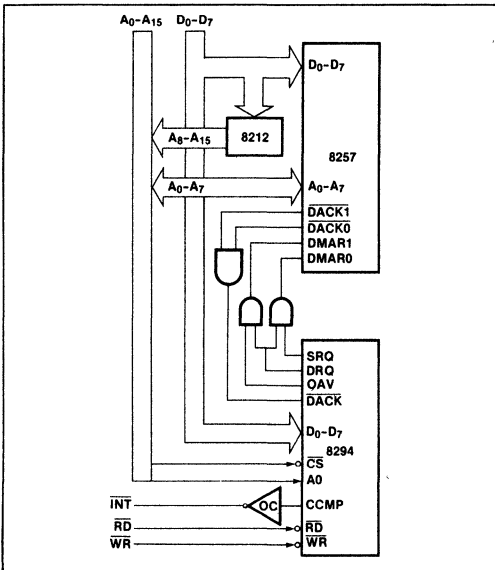 A0–A15 D0–D7
D0–D7
8212
A8–A15
8257
A0–A7
A0–A7
DACK1
DACK0
DMAR1
DMAR0
SRQ
DRQ
OAV
DACK
D0–D7
8294
CS
A0
INT
OC
CCMP
RD
RD
WR
WR